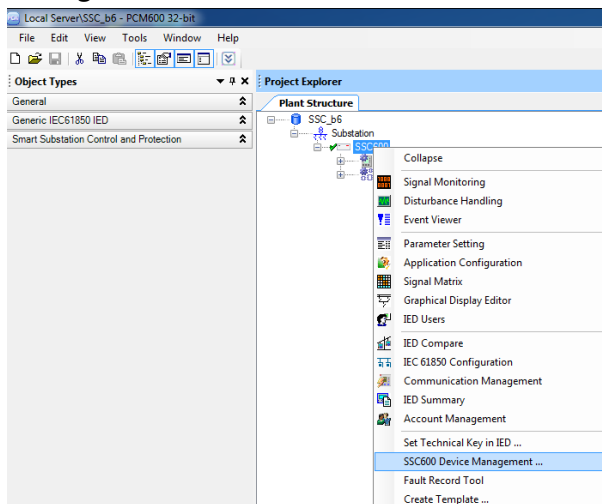 Local Server\SSC_b6 - PCM600 32-bit
File Edit View Tools Window Help
Object Types
Project Explorer
General
Generic IEC61850 IED
Smart Substation Control and Protection
Plant Structure
SSC_b6
Substation
SSC600
Collapse
Signal Monitoring
Disturbance Handling
Event Viewer
Parameter Setting
Application Configuration
Signal Matrix
Graphical Display Editor
IED Users
IED Compare
IEC 61850 Configuration
Communication Management
IED Summary
Account Management
Set Technical Key in IED ...
SSC600 Device Management ...
Fault Record Tool
Create Template ...